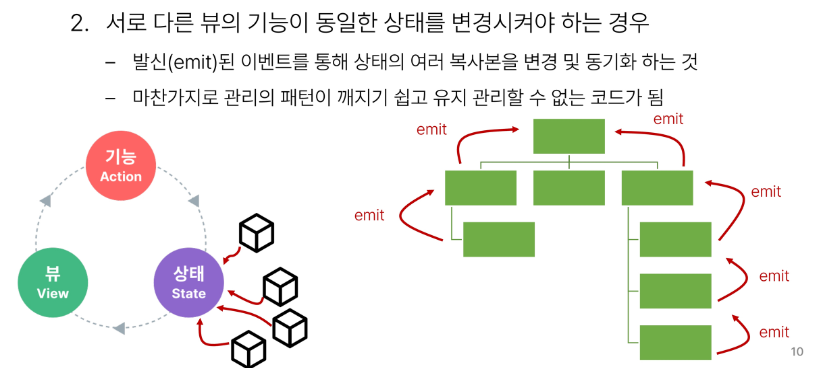 2. 서로 다른 뷰의 기능이 동일한 상태를 변경시켜야 하는 경우
– 발신(emit)된 이벤트를 통해 상태의 여러 복사본을 변경 및 동기화 하는 것
– 마찬가지로 관리의 패턴이 깨지기 쉽고 유지 관리할 수 없는 코드가 됨
기능
Action
뷰
View
상태
State
emit
emit
emit
emit
emit
emit
10